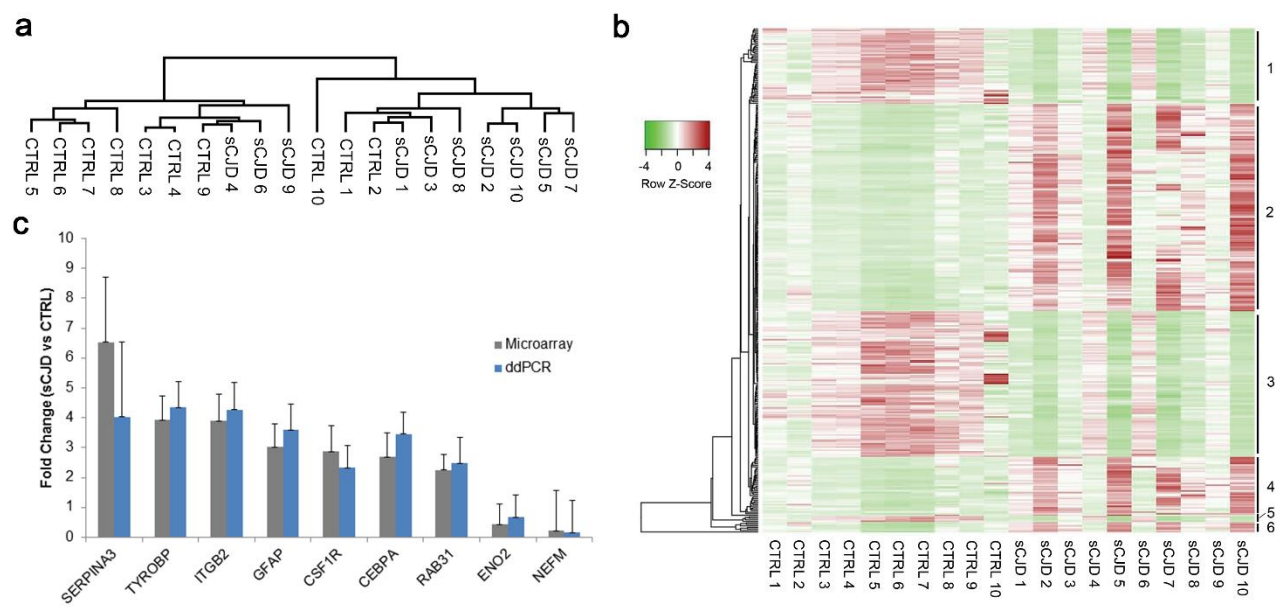 a
CTRL 5
CTRL 6
CTRL 7
CTRL 8
CTRL 3
CTRL 4
CTRL 9
sCJD 4
sCJD 6
sCJD 9
CTRL 10
CTRL 1
CTRL 2
sCJD 1
sCJD 3
sCJD 8
sCJD 2
sCJD 10
sCJD 5
sCJD 7
b
-4 0 4
Row Z-Score
1
2
3
4
5
6
CTRL 1
CTRL 2
CTRL 3
CTRL 4
CTRL 5
CTRL 6
CTRL 7
CTRL 8
CTRL 9
CTRL 10
sCJD 1
sCJD 2
sCJD 3
sCJD 4
sCJD 5
sCJD 6
sCJD 7
sCJD 8
sCJD 9
sCJD 10
c
Fold Change (sCJD vs CTRL)
10
9
8
7
6
5
4
3
2
1
0
Microarray
ddPCR
SERPINA3
TYROBP
ITGB2
GFAP
CSF1R
CEBPA
RAB31
ENO2
NEFM